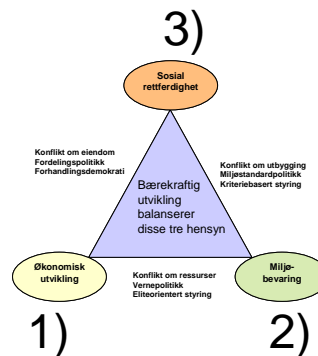 3)
Sosial
rettferdighet
Konflikt om eiendom
Fordelingspolitikk
Forhandlingsdemokrati
Konflikt om utbygging
Miljøstandardpolitikk
Kriteriebasert styring
Bærekraftig
utvikling
balanserer
disse tre hensyn
Økonomisk
utvikling
Konflikt om ressurser
Vernepolitikk
Eliteorientert styring
Miljø-
bevaring
1)
2)